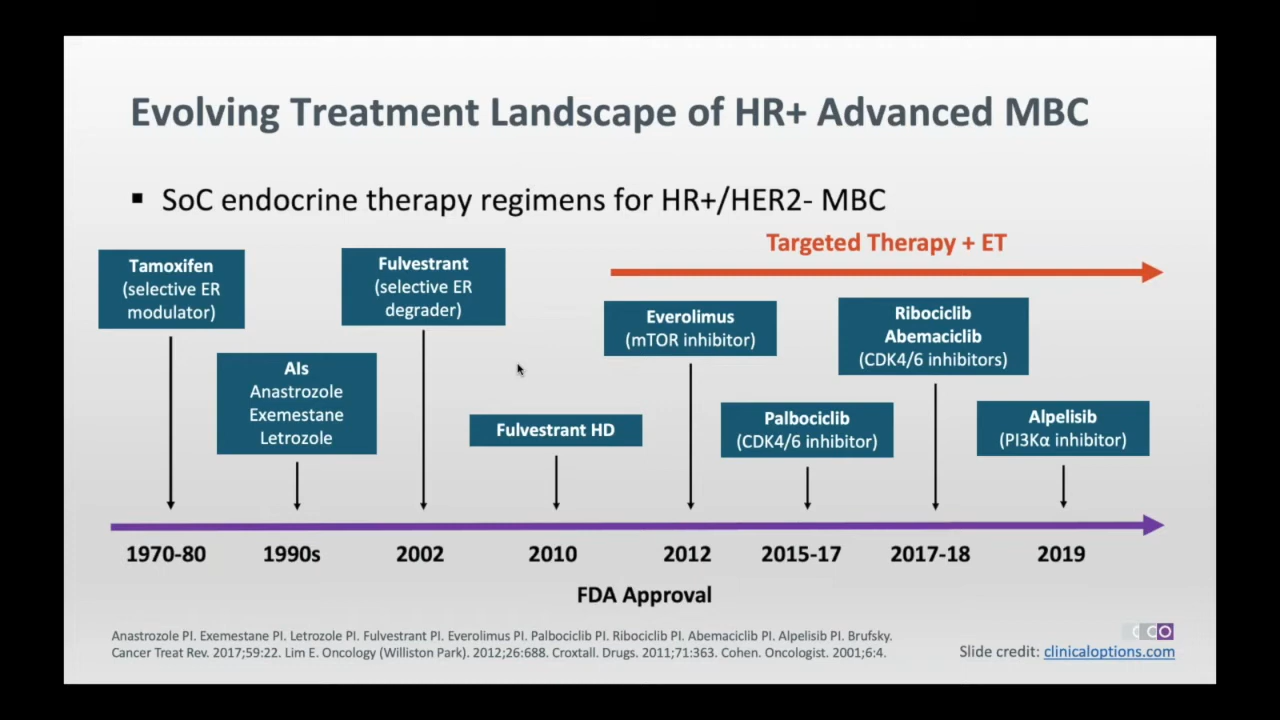 Evolving Treatment Landscape of HR+ Advanced MBC
▪ SoC endocrine therapy regimens for HR+/HER2- MBC
Targeted Therapy + ET
Tamoxifen
(selective ER
modulator)
AIs
Anastrozole
Exemestane
Letrozole
Fulvestrant
(selective ER
degrader)
Fulvestrant HD
Everolimus
(mTOR inhibitor)
Palbociclib
(CDK4/6 inhibitor)
Ribociclib
Abemaciclib
(CDK4/6 inhibitors)
Alpelisib
(PI3Kα inhibitor)
1970-80 1990s 2002 2010 2012 2015-17 2017-18 2019
FDA Approval
Anastrozole PI. Exemestane PI. Letrozole PI. Fulvestrant PI. Everolimus PI. Palbociclib PI. Ribociclib PI. Abemaciclib PI. Alpelisib PI. Brufsky.
Cancer Treat Rev. 2017;59:22. Lim E. Oncology (Williston Park). 2012;26:688. Croxtall. Drugs. 2011;71:363. Cohen. Oncologist. 2001;6:4.
CCO
Slide credit: clinicaloptions.com